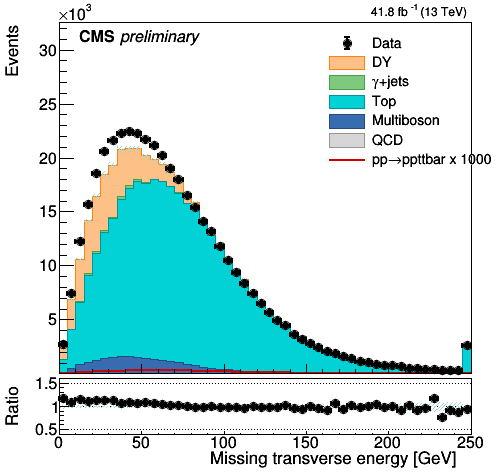 ×10³
41.8 fb⁻¹ (13 TeV)
CMS preliminary
Events
30
25
20
15
10
5
Data
DY
γ+jets
Top
Multiboson
QCD
pp→ppttbar x 1000
Ratio
1.5
1
0.5
0 50 100 150 200 250
Missing transverse energy [GeV]